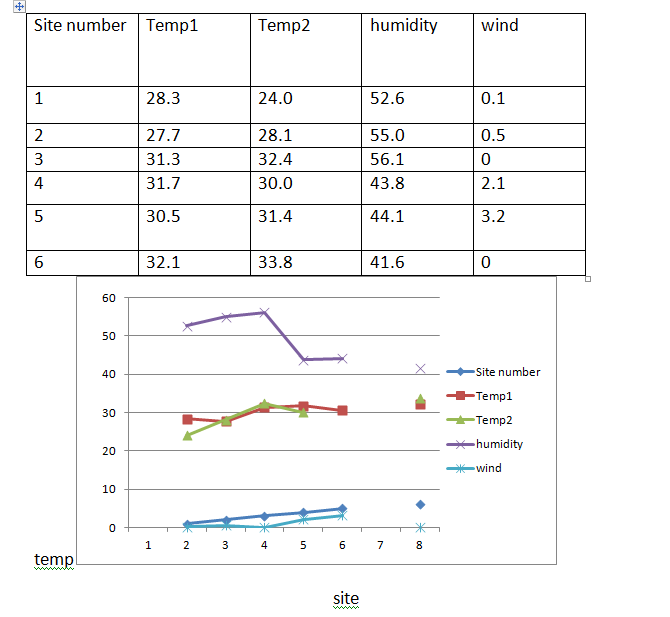 Site number Temp1 Temp2 humidity wind
1 28.3 24.0 52.6 0.1
2 27.7 28.1 55.0 0.5
3 31.3 32.4 56.1 0
4 31.7 30.0 43.8 2.1
5 30.5 31.4 44.1 3.2
6 32.1 33.8 41.6 0
60
50
40
30
20
10
0
1 2 3 4 5 6 7 8
Site number
Temp1
Temp2
humidity
wind
temp
site